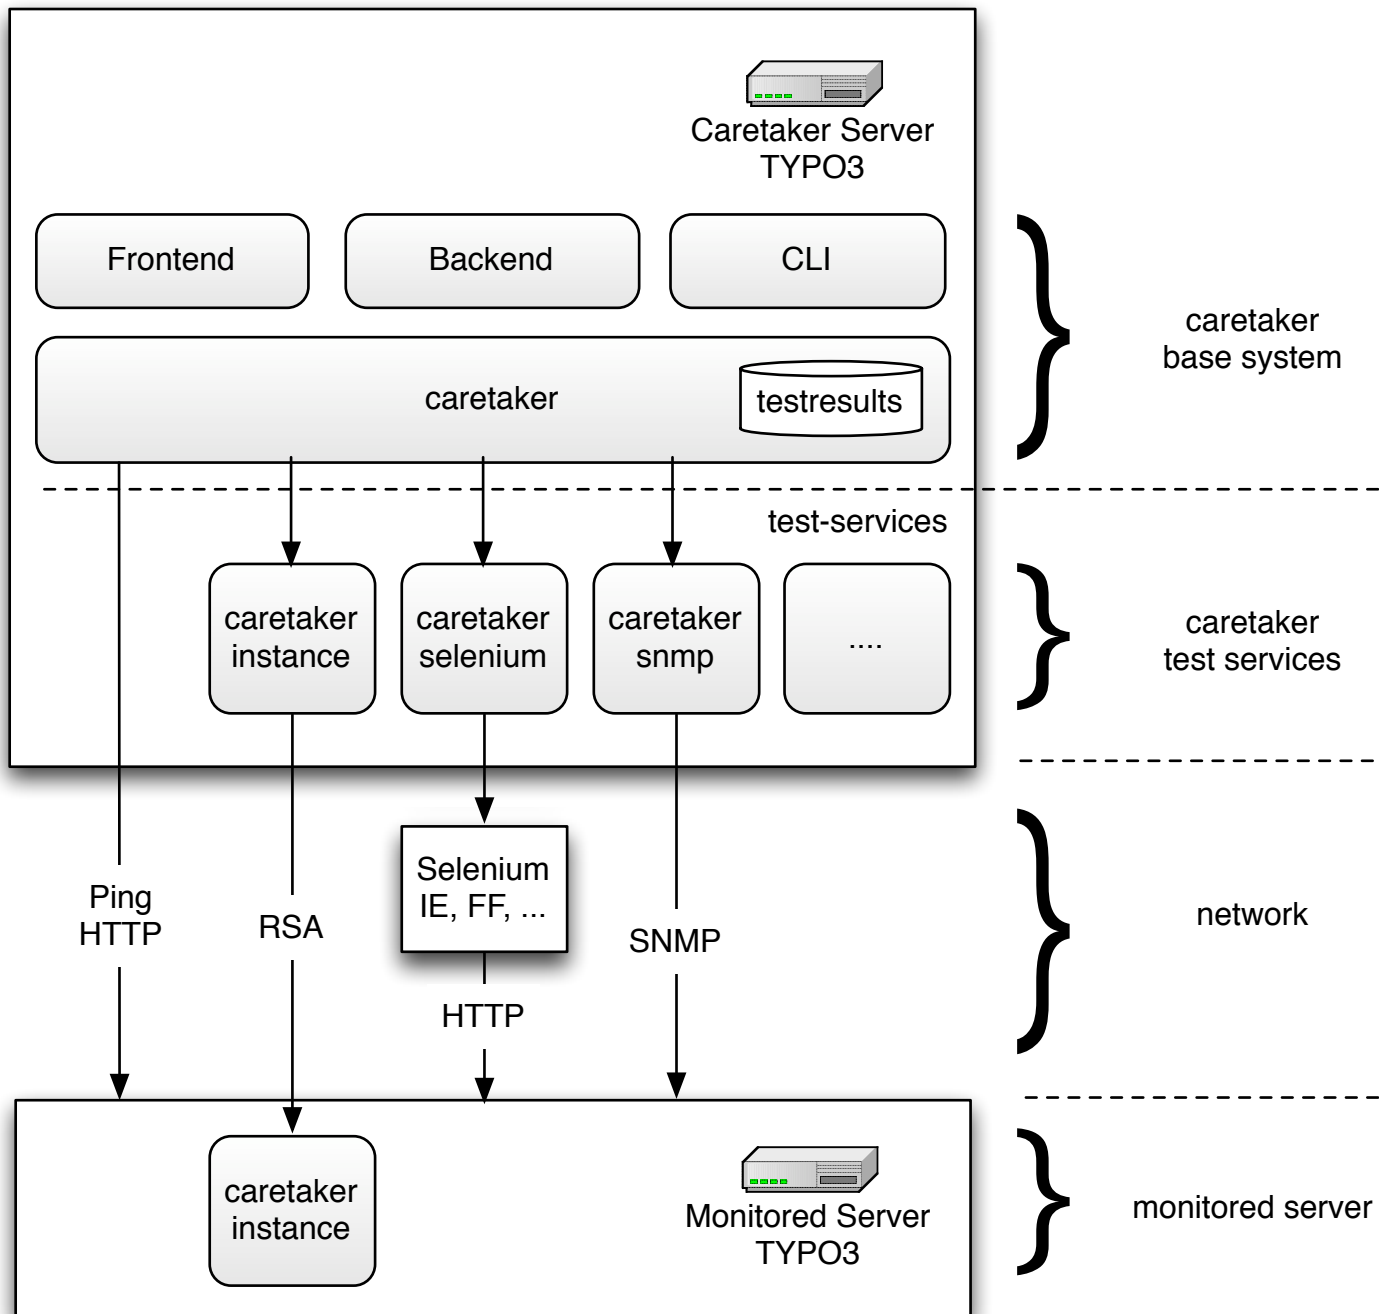 Caretaker Server
TYPO3
Frontend
Backend
CLI
caretaker
testresults
caretaker
base system
test-services
caretaker
instance
caretaker
selenium
caretaker
snmp
....
caretaker
test services
Selenium
IE, FF, ...
Ping
HTTP
RSA
SNMP
HTTP
network
caretaker
instance
Monitored Server
TYPO3
monitored server